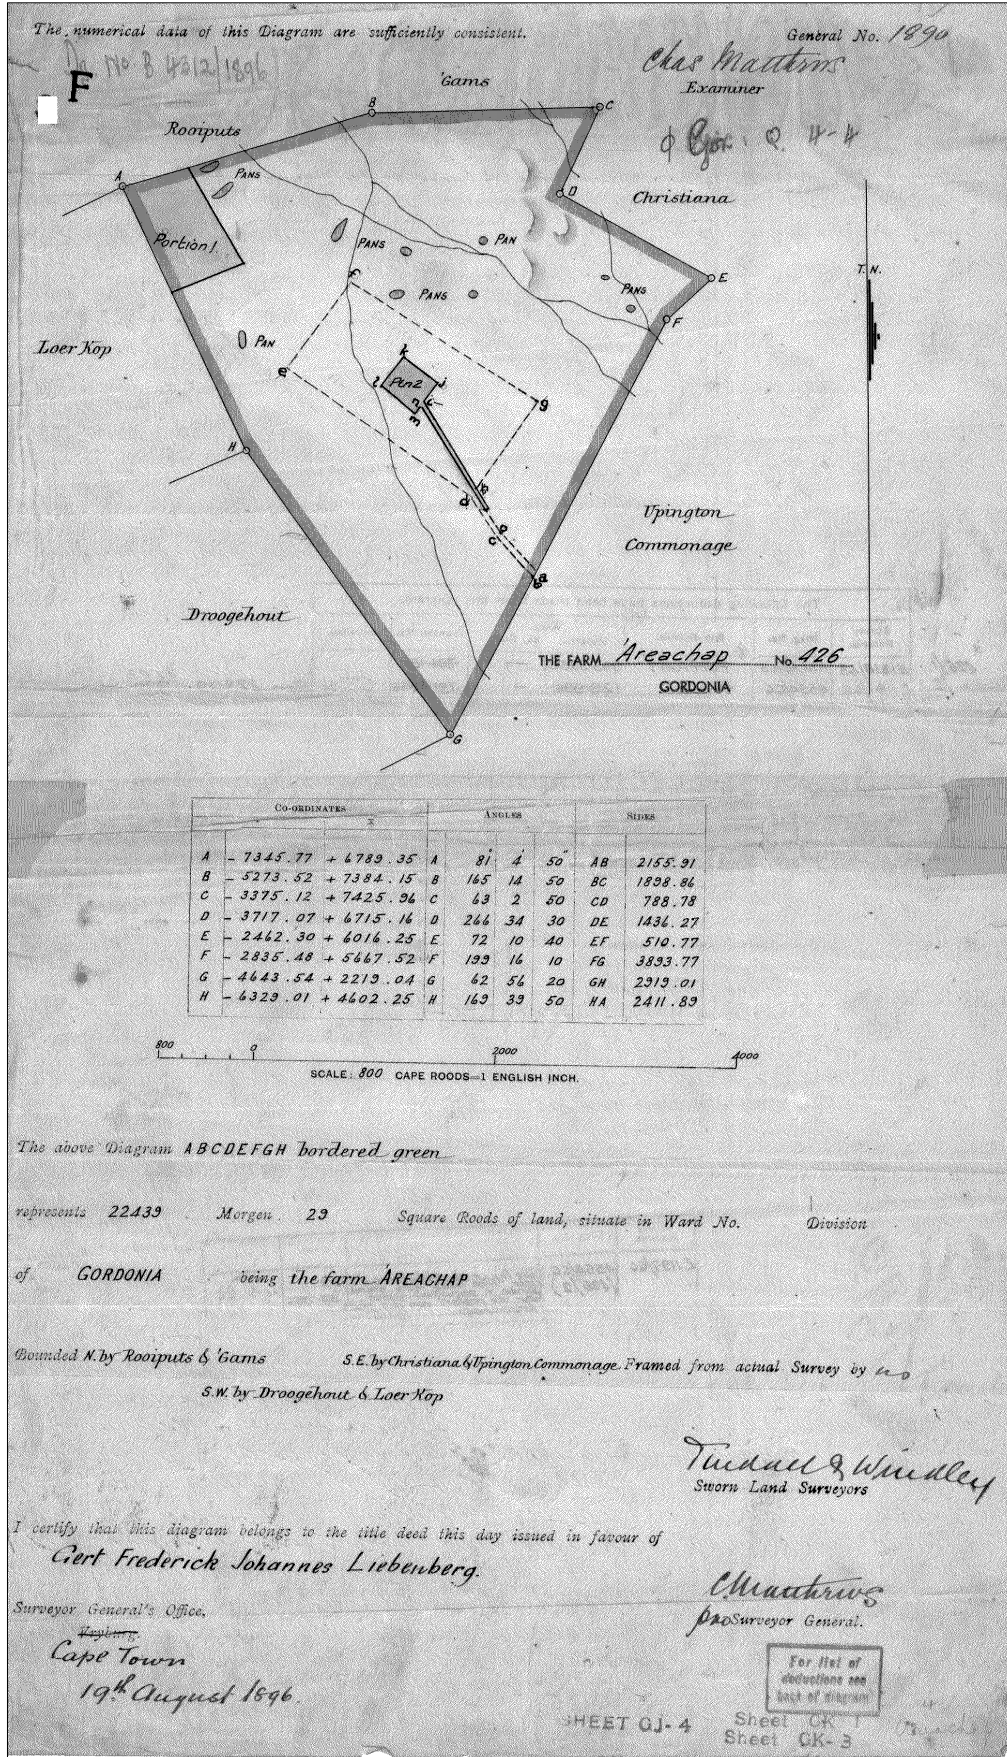 The numerical data of this Diagram are sufficiently consistent.
General No. 1890
Dn No B 4312/1896
Chas Matthews
Examiner
F
'Gams
Rooiputs
Christiana
Loer Kop
Upington
Commonage
Droogehout
T. N.
A
B
C
D
E
F
G
H
Portion 1.
Pans
Pans
Pan
Pans
Pans
Pan
Ptn 2
f
e
k
j
l
g
d
c
a
THE FARM 'Areachap No. 426
GORDONIA
Co-ordinates Angles Sides
x
A – 7345.77 + 6789.35 A 81 4 50 AB 2155.91
B – 5273.52 + 7384.15 B 165 14 50 BC 1898.86
C – 3375.12 + 7425.96 C 63 2 50 CD 788.78
D – 3717.07 + 6715.16 D 266 34 30 DE 1436.27
E – 2462.30 + 6016.25 E 72 10 40 EF 510.77
F – 2835.48 + 5667.52 F 199 16 10 FG 3893.77
G – 4643.54 + 2219.04 G 62 56 20 GH 2919.01
H – 6329.01 + 4602.25 H 169 39 50 HA 2411.89
800 0 2000 4000
SCALE: 800 CAPE ROODS=1 ENGLISH INCH.
The above Diagram ABCDEFGH bordered green
represents 22439 Morgen 29 Square Roods of land, situate in Ward No. Division
of GORDONIA being the farm 'AREACHAP
Bounded N. by Rooiputs & 'Gams S.E. by Christiana & Upington Commonage Framed from actual Survey by us
S.W. by Droogehout & Loer Kop
Tindall & Windley
Sworn Land Surveyors
I certify that this diagram belongs to the title deed this day issued in favour of
Gert Frederick Johannes Liebenberg.
C Matthews
pro Surveyor General.
Surveyor General's Office,
Vryburg.
Cape Town
19th August 1896.
For list of
deductions see
back of diagram
SHEET GJ-4
Sheet GK 1
Sheet GK-3